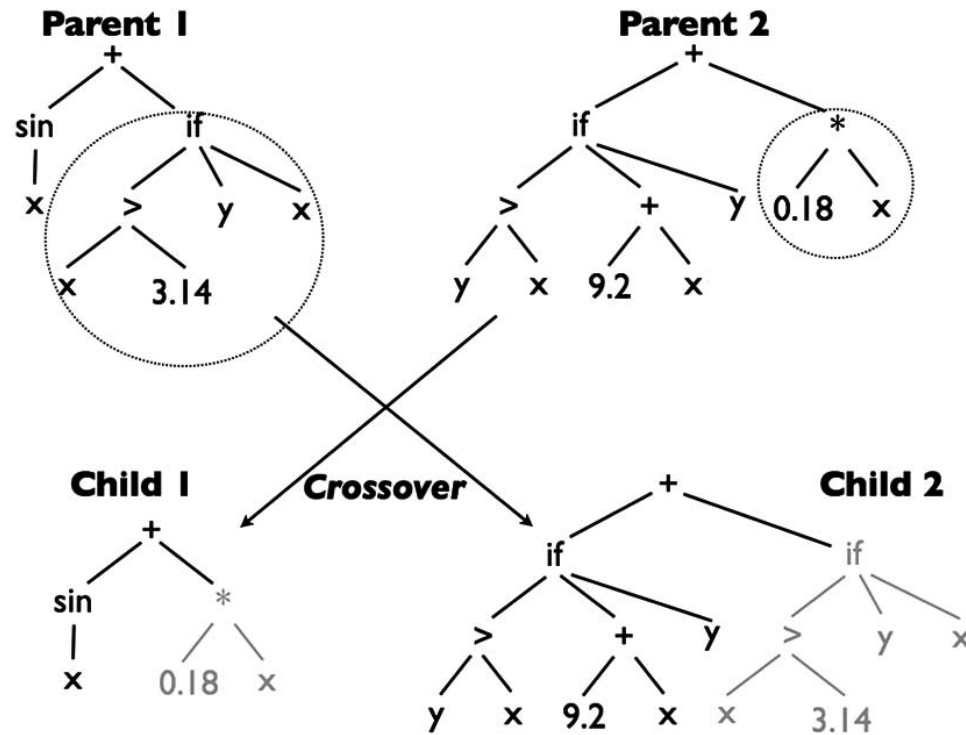 Parent 1 Parent 2
+ +
sin if if *
x > y x > + y 0.18 x
x 3.14 y x 9.2 x
Child 1 Crossover + Child 2
+ if if
sin * > + y > y x
x 0.18 x y x 9.2 x x 3.14